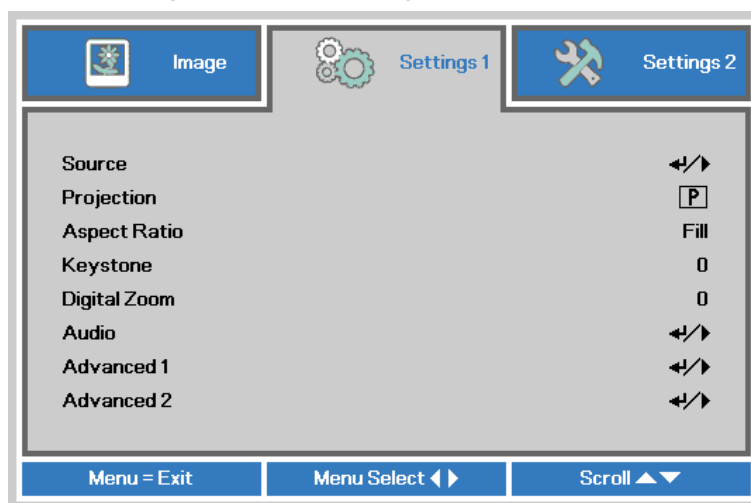 Image
Settings 1
Settings 2
Source ↵/▶
Projection P
Aspect Ratio Fill
Keystone 0
Digital Zoom 0
Audio ↵/▶
Advanced 1 ↵/▶
Advanced 2 ↵/▶
Menu = Exit
Menu Select ◀ ▶
Scroll ▲▼